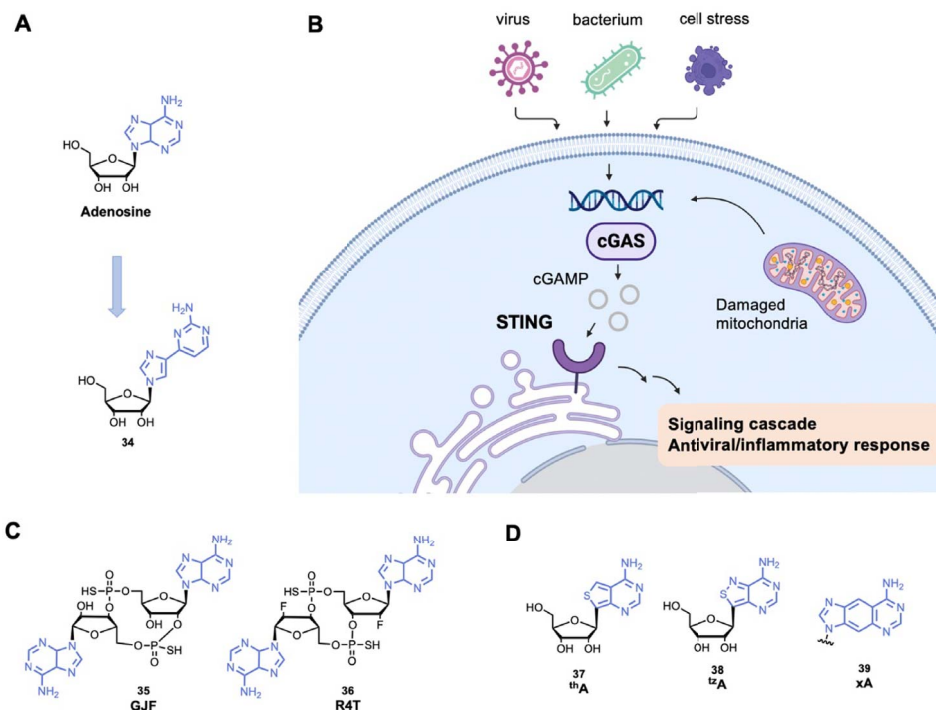 A
NH₂
N
N
N
N
HO
O
OH
OH
Adenosine
H₂N
N
N
N
N
HO
O
OH
OH
34
B
virus
bacterium
cell stress
cGAS
cGAMP
STING
Damaged
mitochondria
Signaling cascade
Antiviral/inflammatory response
C
NH₂
N
N
N
N
O
HS
P
O
O
OH
O
HO
O
O
O
P
SH
O
N
N
N
N
NH₂
35
GJF
NH₂
N
N
N
N
O
HS
P
O
O
F
O
O
F
O
O
P
SH
O
N
N
N
N
NH₂
36
R4T
D
NH₂
N
N
S
HO
O
OH
OH
37
thA
NH₂
N
N
N
S
HO
O
OH
OH
38
tzA
NH₂
N
N
N
N
39
xA